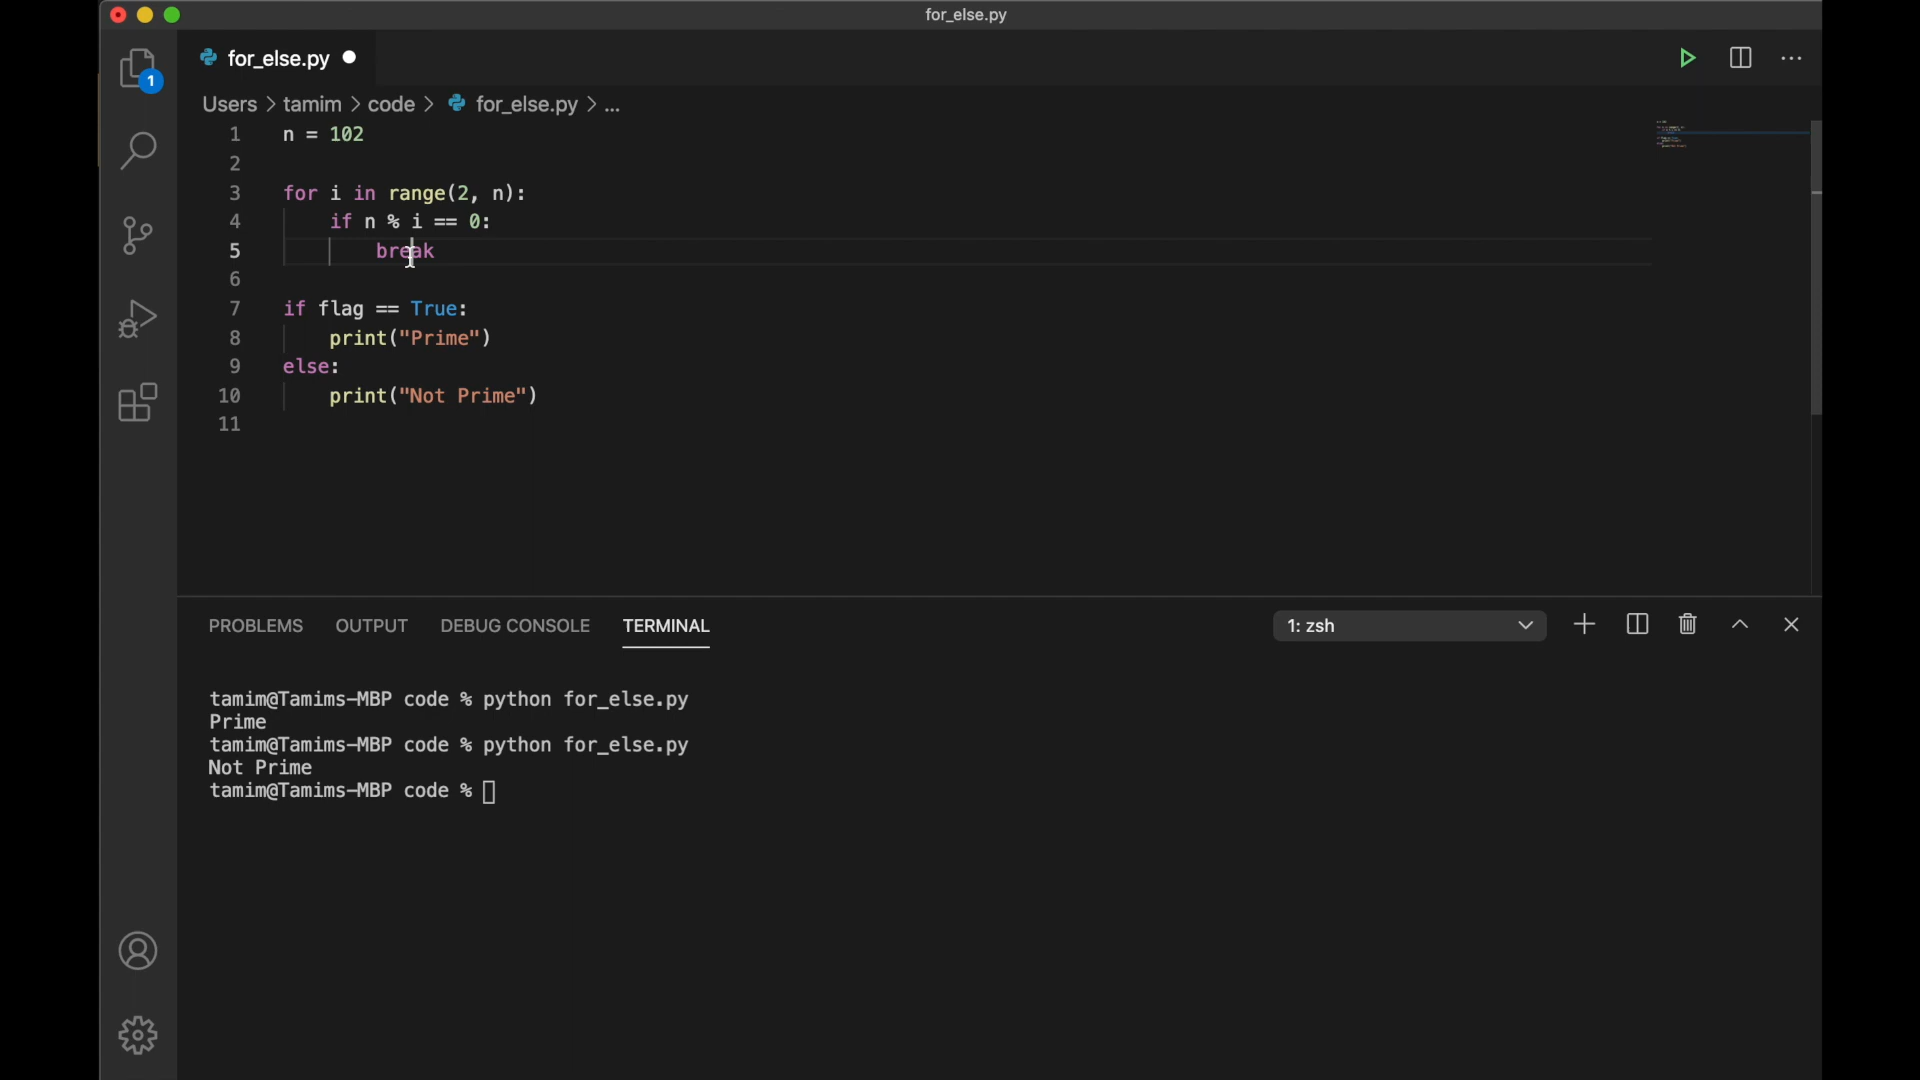 for_else.py
for_else.py
1
Users > tamim > code > for_else.py > ...
1 n = 102
2
3 for i in range(2, n):
4 if n % i == 0:
5 break
6
7 if flag == True:
8 print("Prime")
9 else:
10 print("Not Prime")
11
PROBLEMS OUTPUT DEBUG CONSOLE TERMINAL 1: zsh
tamim@Tamims-MBP code % python for_else.py
Prime
tamim@Tamims-MBP code % python for_else.py
Not Prime
tamim@Tamims-MBP code %